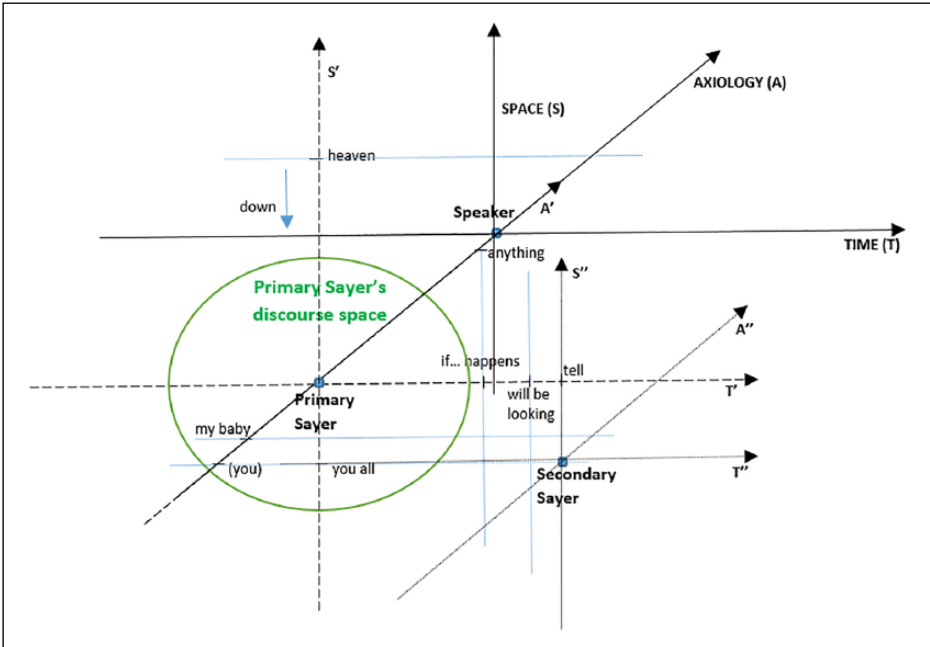 S’
SPACE (S)
AXIOLOGY (A)
heaven
down
Speaker
A’
TIME (T)
anything
S’’
Primary Sayer’s
discourse space
A’’
if... happens
tell
T’
will be
looking
Primary
Sayer
my baby
(you)
you all
T’’
Secondary
Sayer